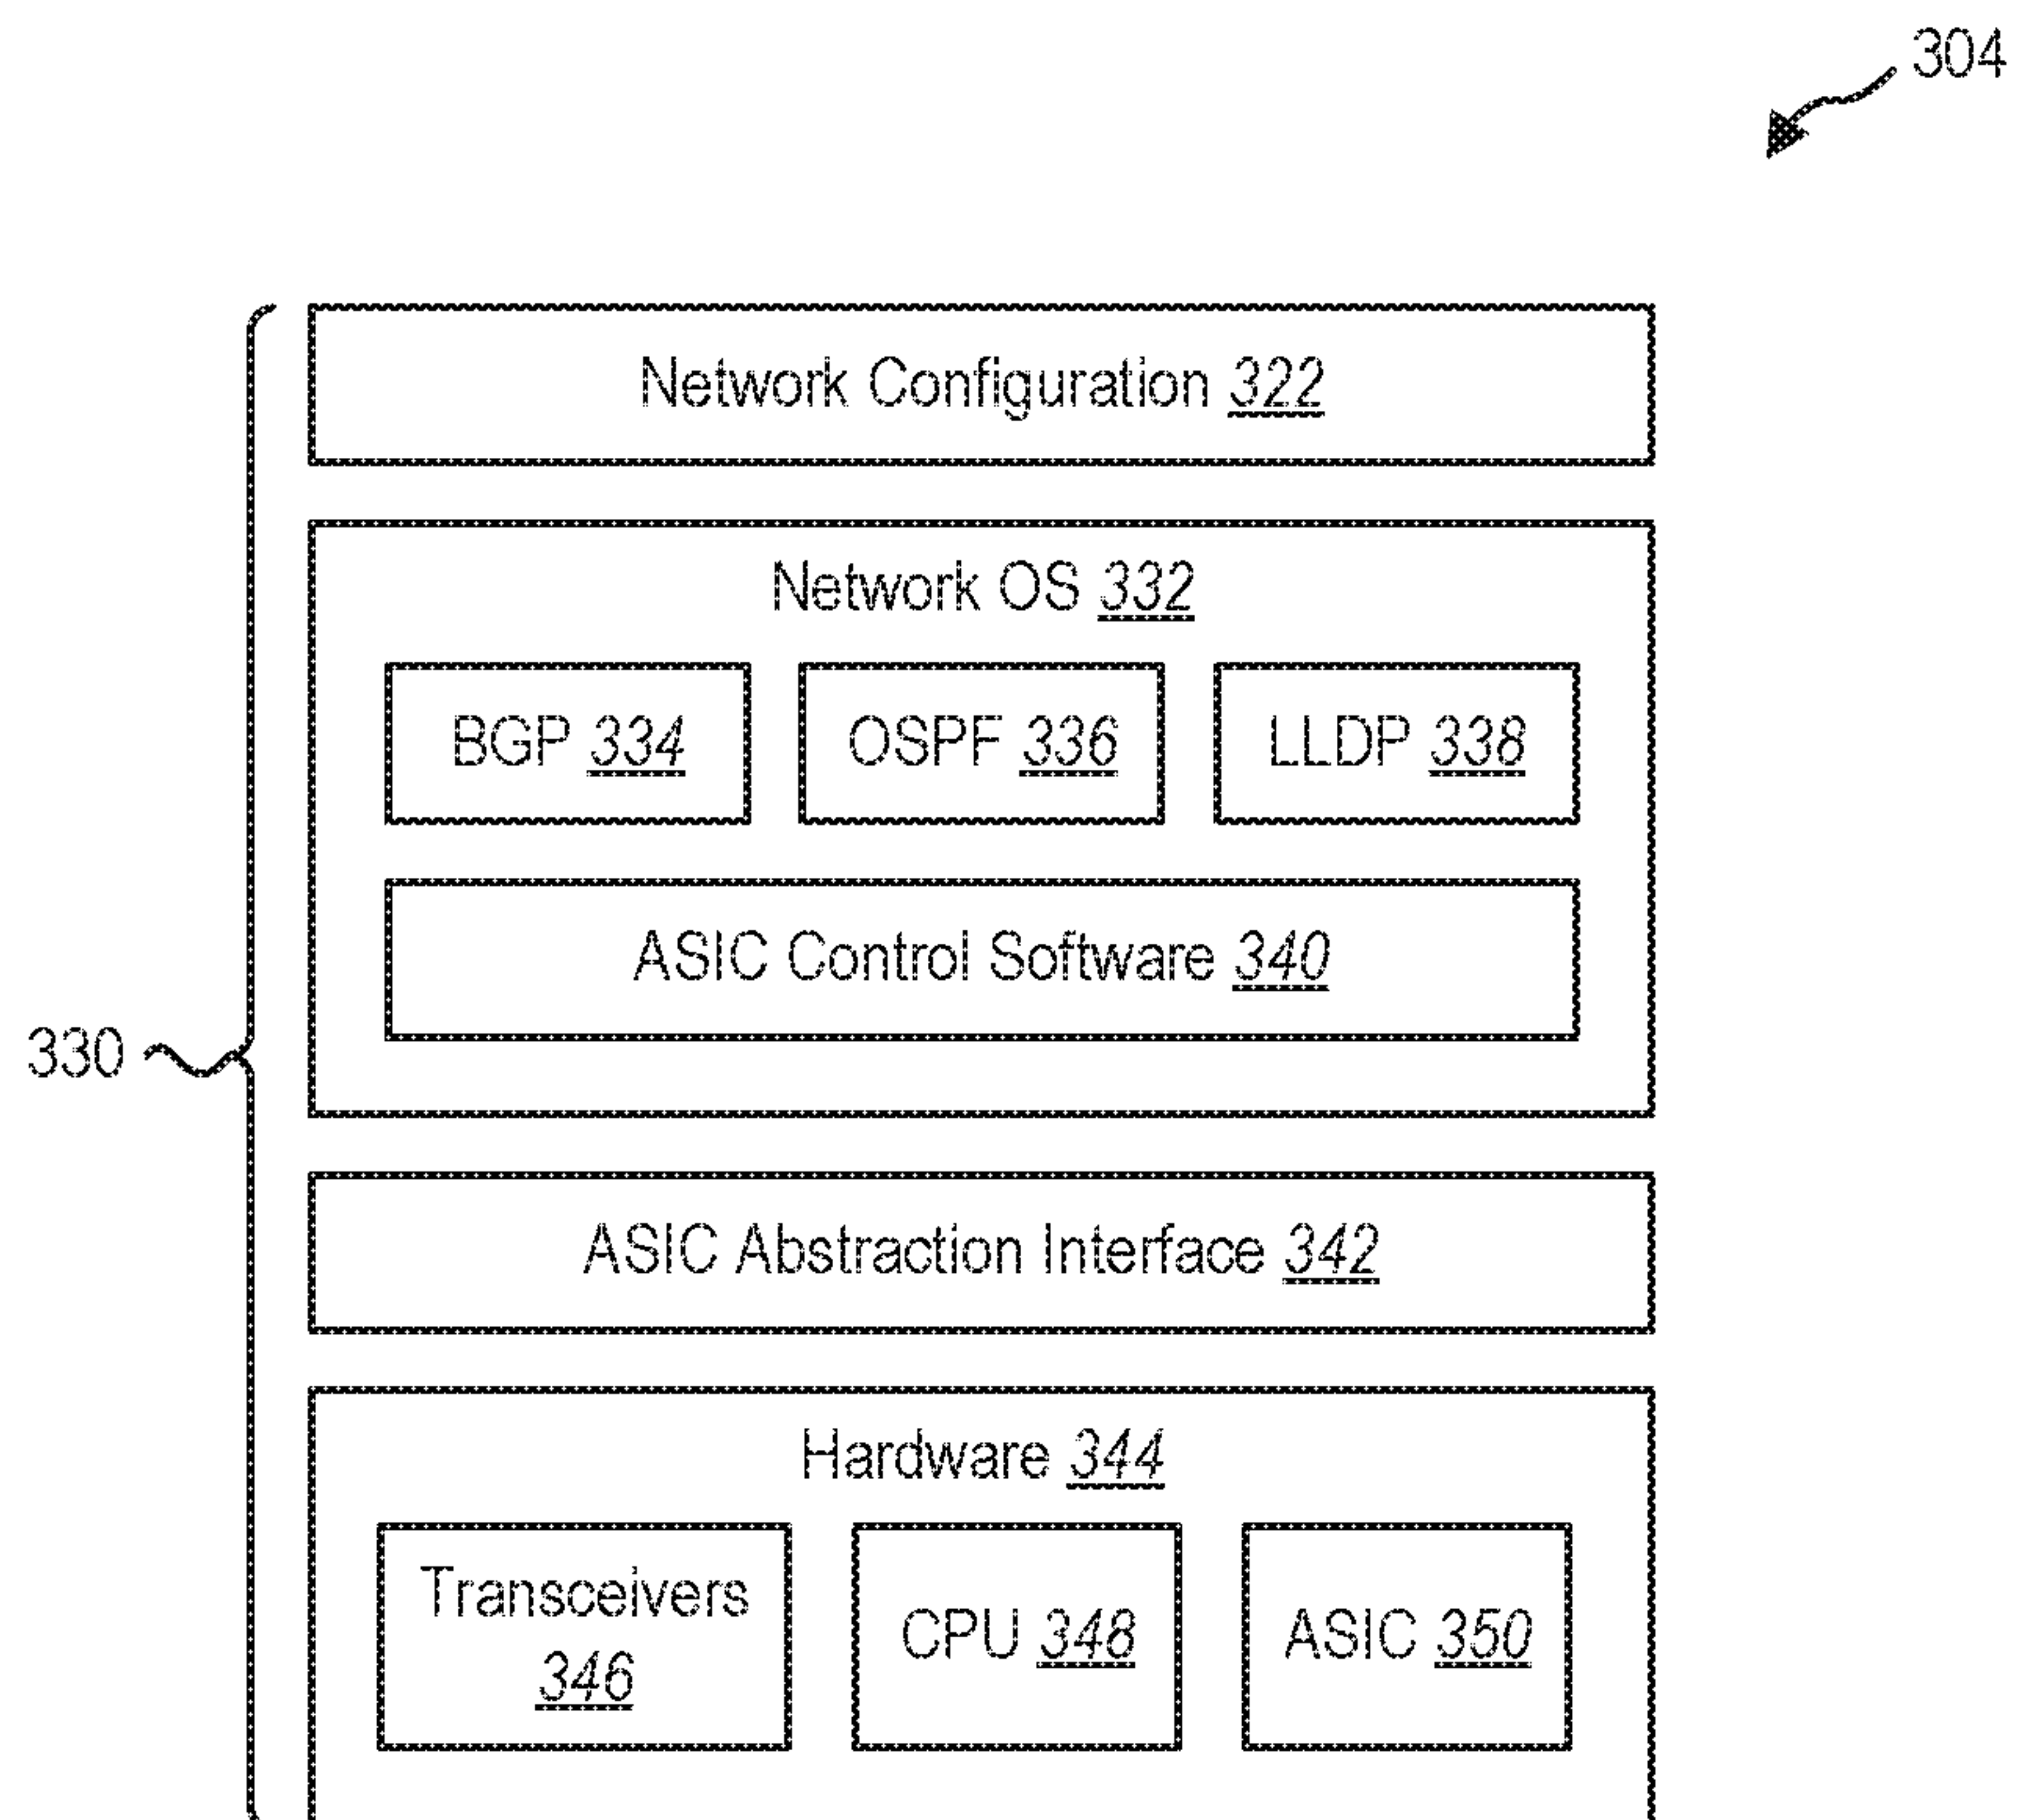 304
Network Configuration 322
Network OS 332
BGP 334
OSPF 336
LLDP 338
ASIC Control Software 340
330
ASIC Abstraction Interface 342
Hardware 344
Transceivers
346
CPU 348
ASIC 350